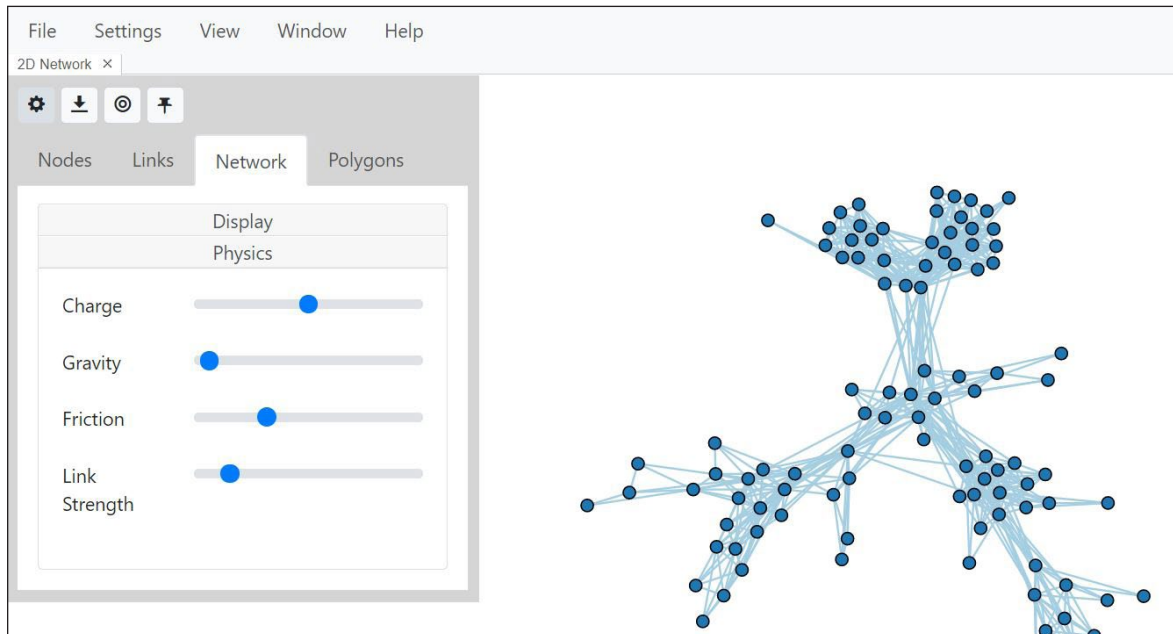 File Settings View Window Help
2D Network ×
Nodes Links Network Polygons
Display
Physics
Charge
Gravity
Friction
Link
Strength